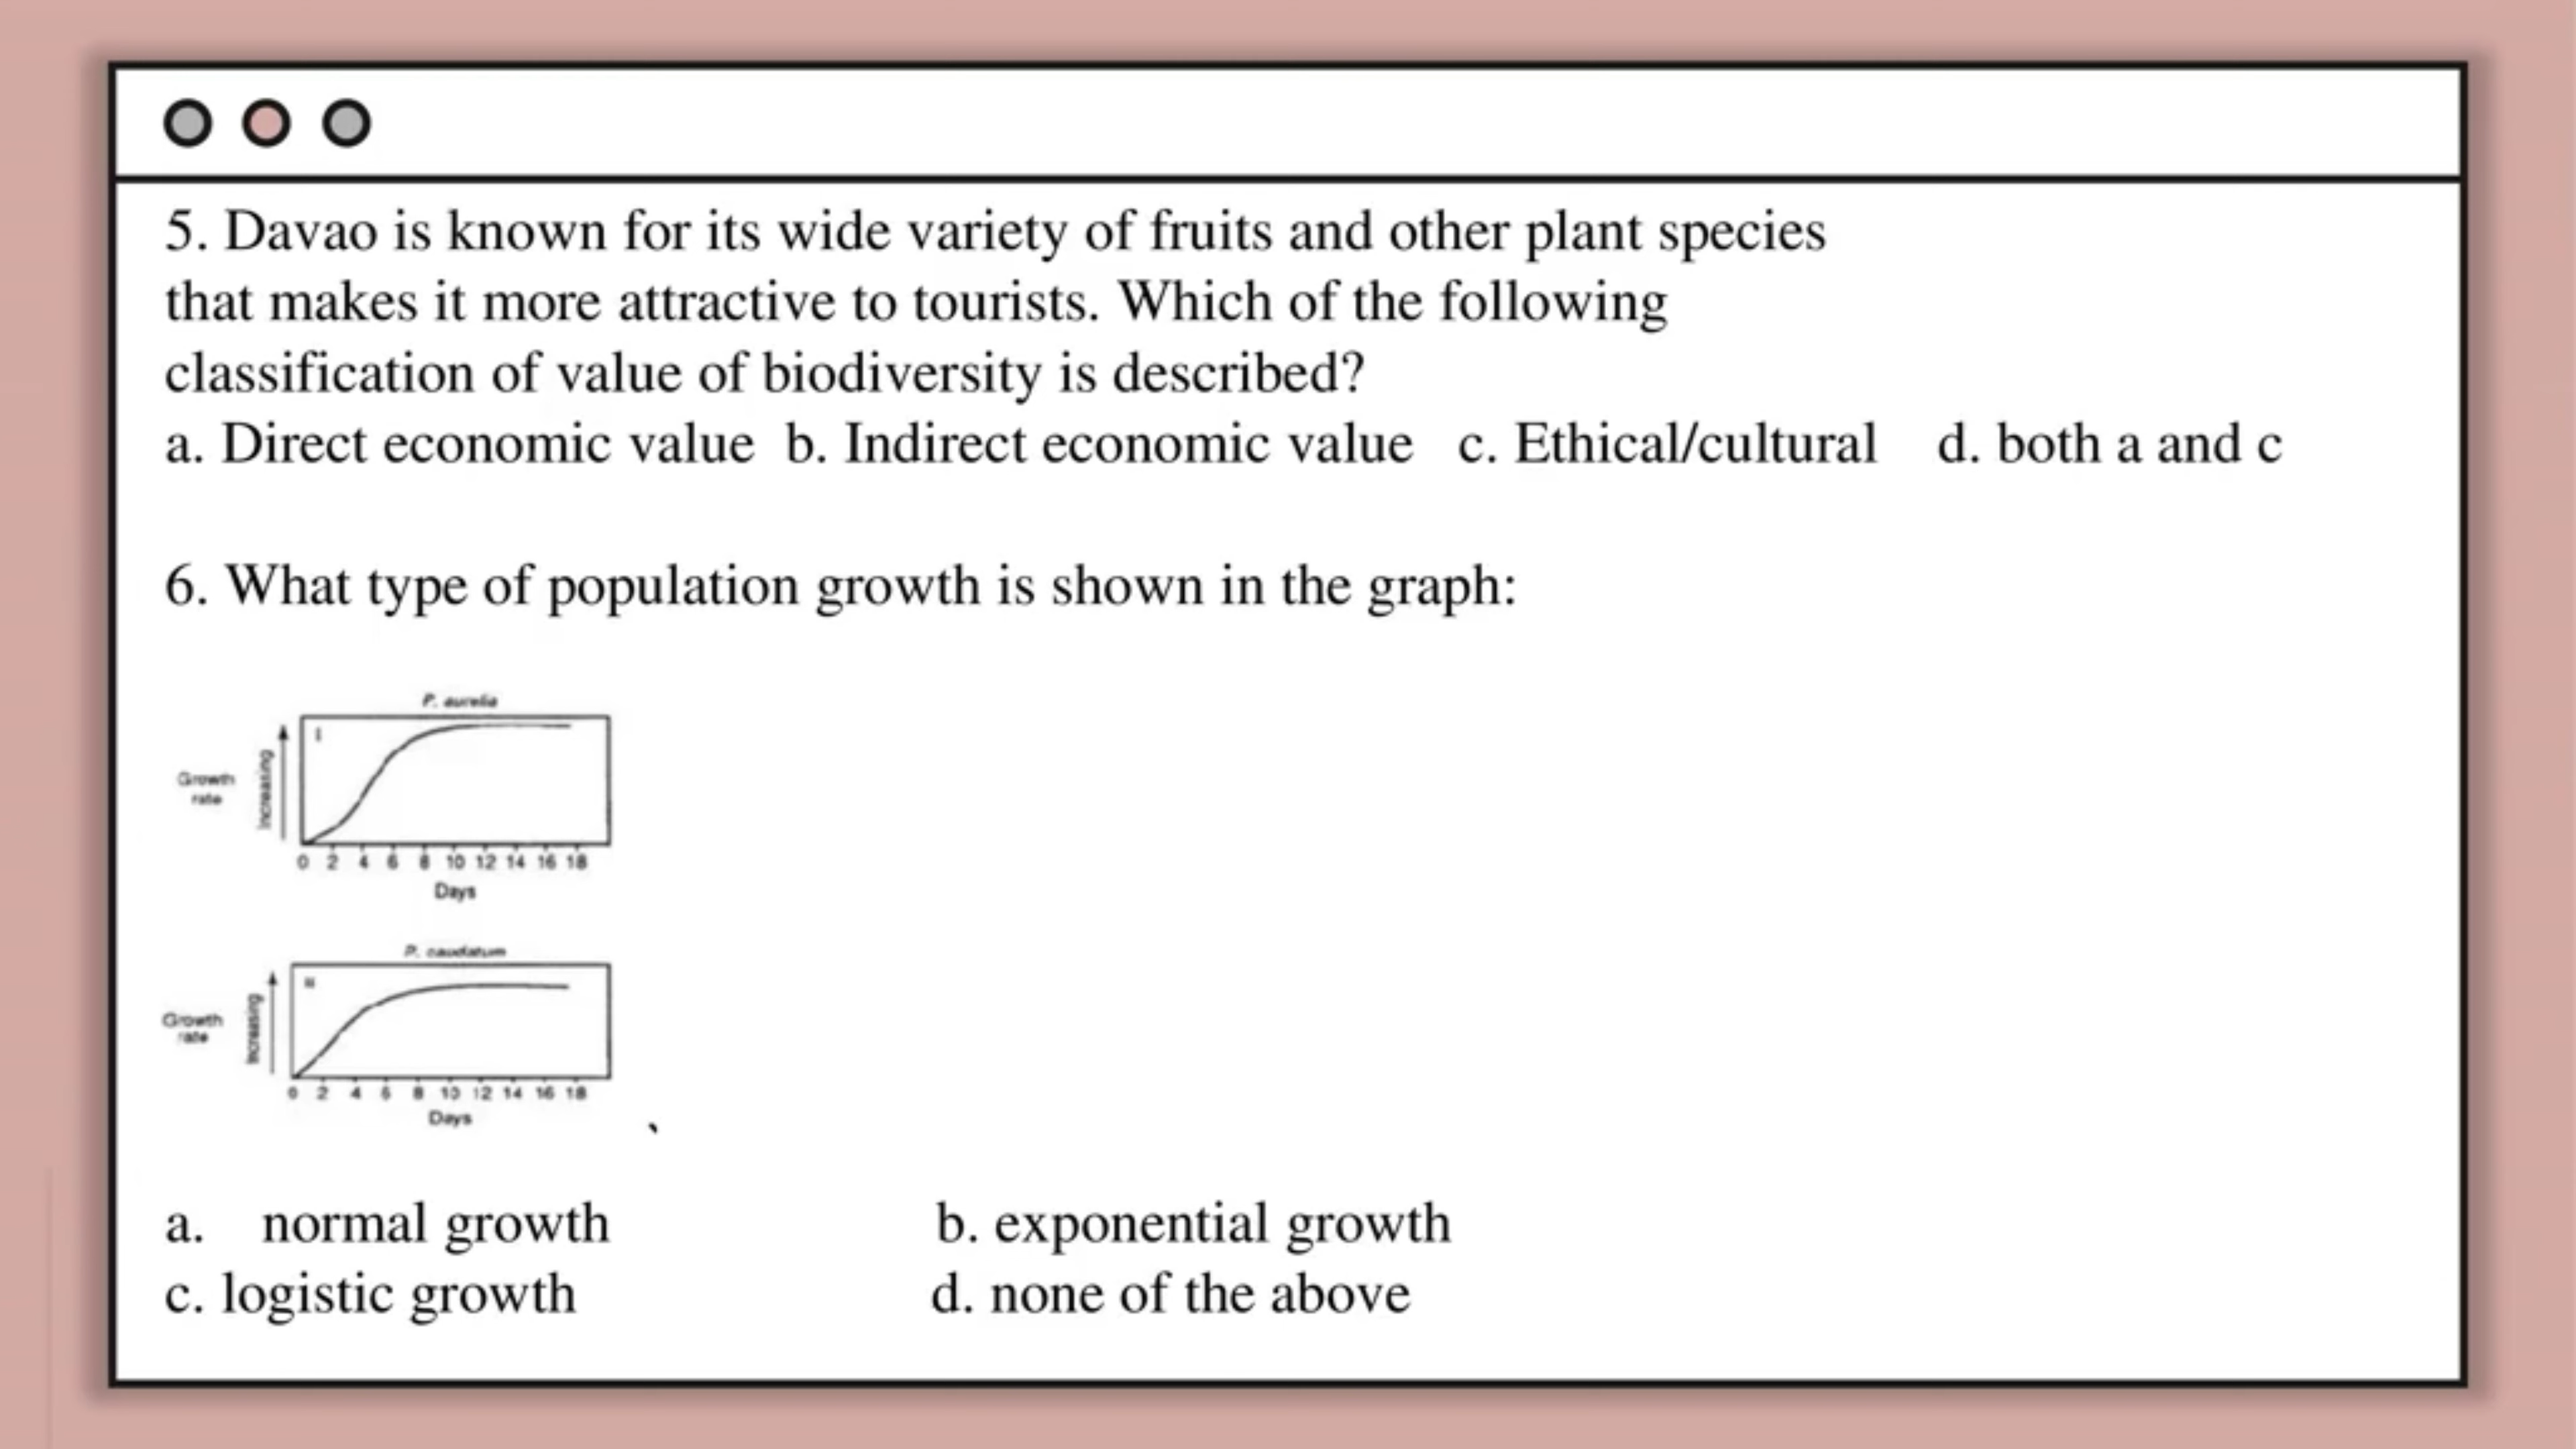 5. Davao is known for its wide variety of fruits and other plant species
that makes it more attractive to tourists. Which of the following
classification of value of biodiversity is described?
a. Direct economic value b. Indirect economic value c. Ethical/cultural d. both a and c
6. What type of population growth is shown in the graph:
P. aurelia
I
Growth
rate
Increasing
0 2 4 6 8 10 12 14 16 18
Days
P. caudatum
II
Growth
rate
Increasing
0 2 4 6 8 10 12 14 16 18
Days
a. normal growth b. exponential growth
c. logistic growth d. none of the above